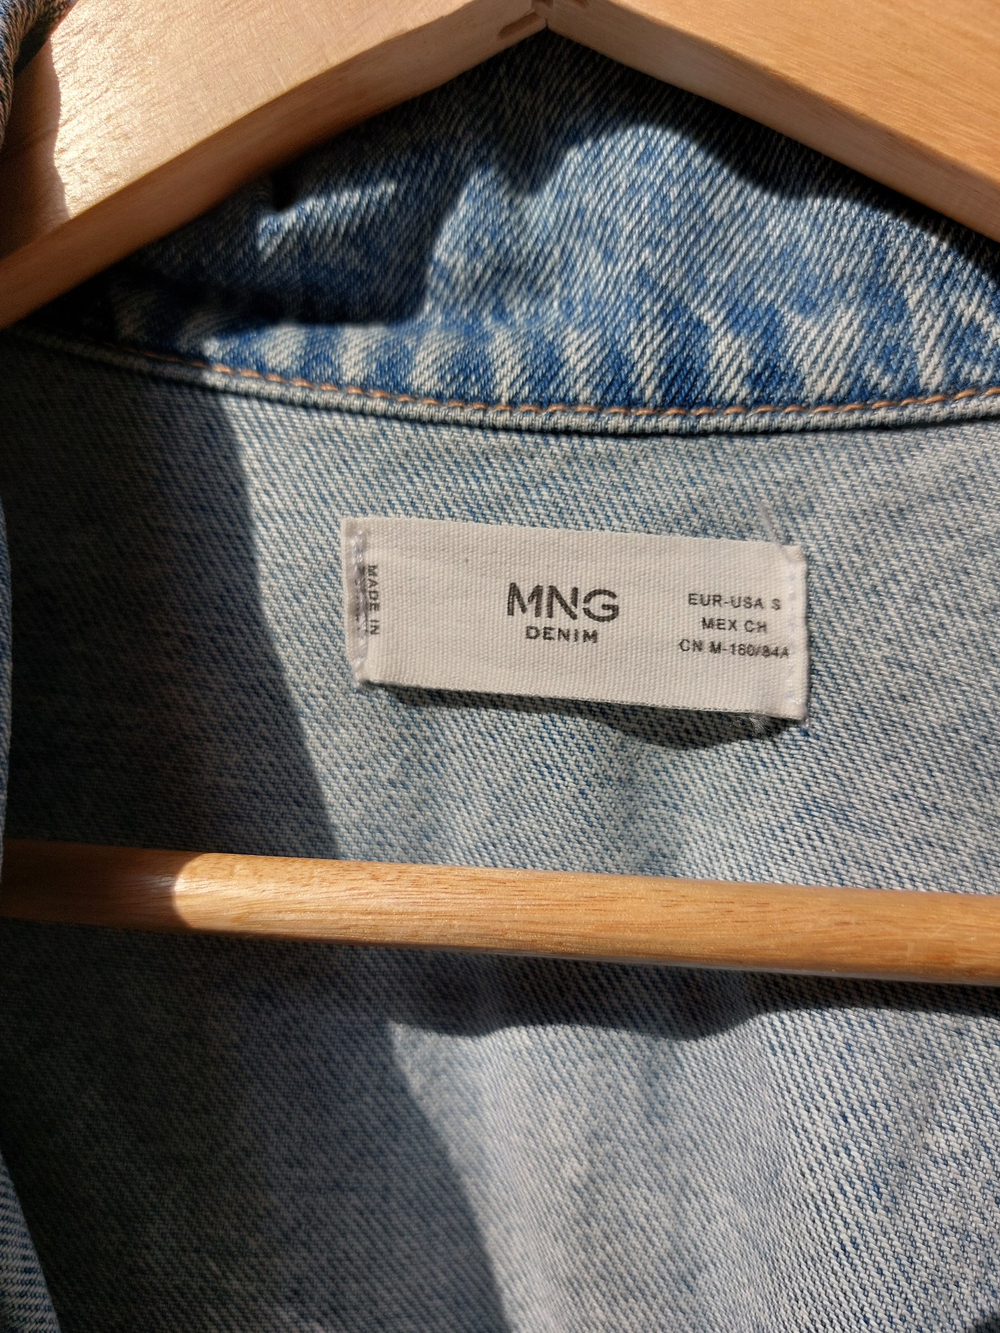 MADE IN
MNG
DENIM
EUR-USA S
MEX CH
CN M-160/84A